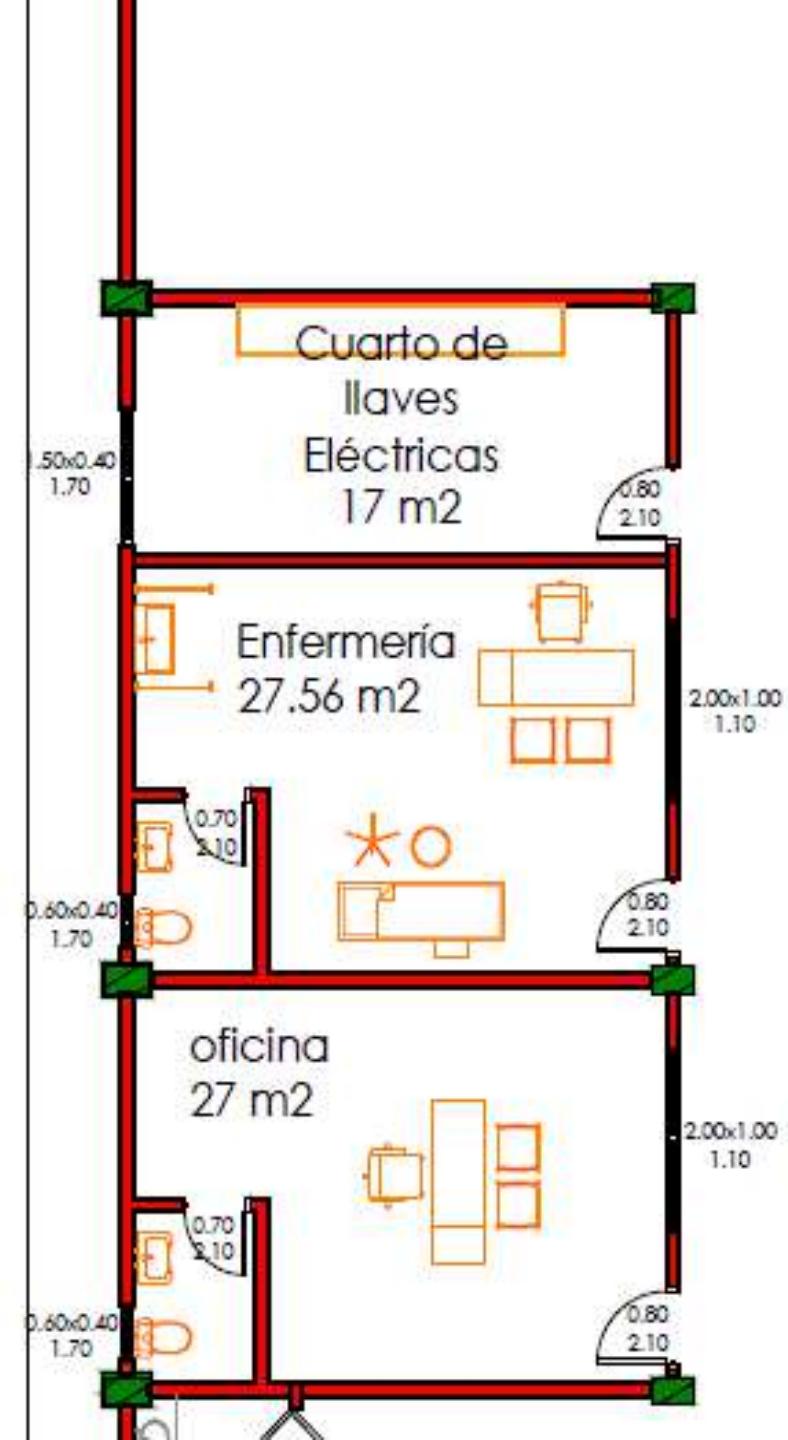 Cuarto de
llaves
Eléctricas
17 m2
.50x0.40
1.70
0.80
2.10
Enfermería
27.56 m2
2.00x1.00
1.10
0.70
2.10
0.60x0.40
1.70
0.80
2.10
oficina
27 m2
2.00x1.00
1.10
0.70
2.10
0.60x0.40
1.70
0.80
2.10